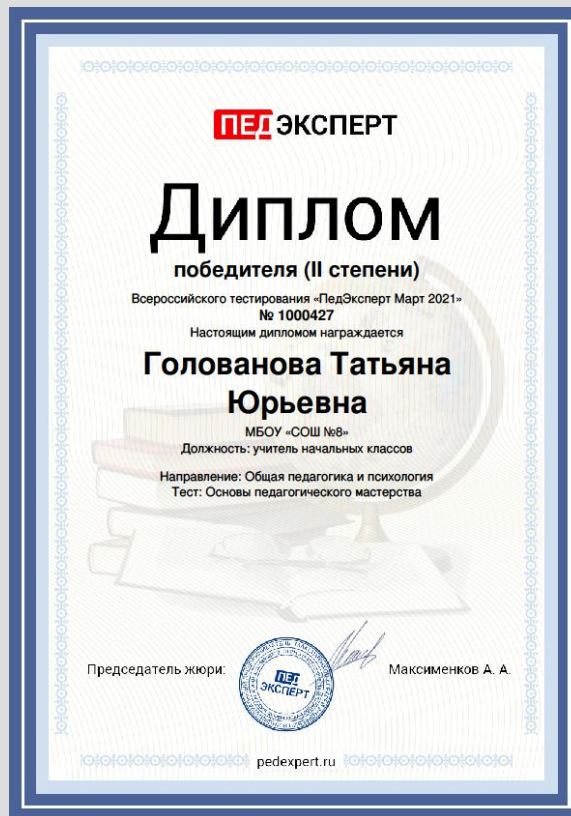 ПЕДЭКСПЕРТ
Диплом
победителя (II степени)
Всероссийского тестирования «ПедЭксперт Март 2021»
№ 1000427
Настоящим дипломом награждается
Голованова Татьяна
Юрьевна
МБОУ «СОШ №8»
Должность: учитель начальных классов
Направление: Общая педагогика и психология
Тест: Основы педагогического мастерства
Председатель жюри:
ПЕД
ЭКСПЕРТ
Максименков А. А.
pedexpert.ru